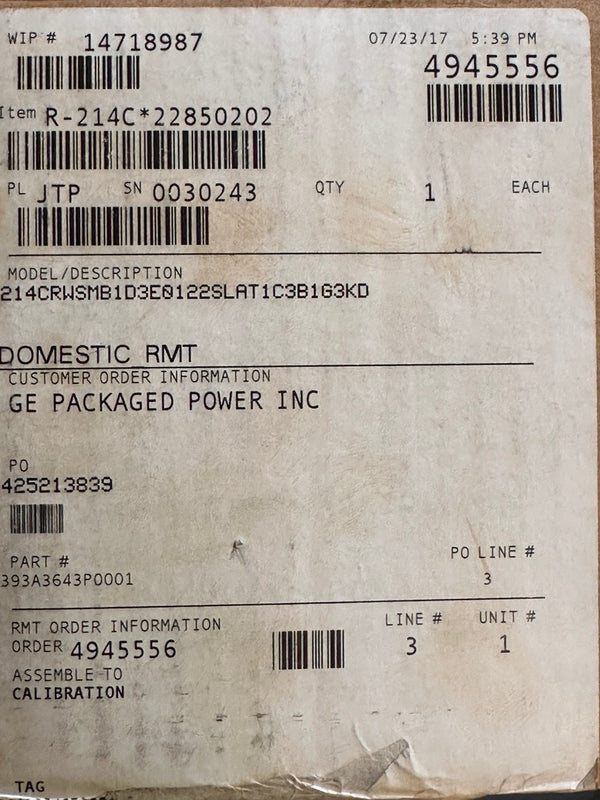 WIP # 14718987
07/23/17 5:39 PM
4945556
Item R-214C*22850202
PL JTP SN 0030243 QTY 1 EACH
MODEL/DESCRIPTION
214CRWSMB1D3E0122SLAT1C3B1G3KD
DOMESTIC RMT
CUSTOMER ORDER INFORMATION
GE PACKAGED POWER INC
PO
425213839
PART # PO LINE #
393A3643P0001 3
RMT ORDER INFORMATION LINE # UNIT #
ORDER 4945556 3 1
ASSEMBLE TO
CALIBRATION
TAG